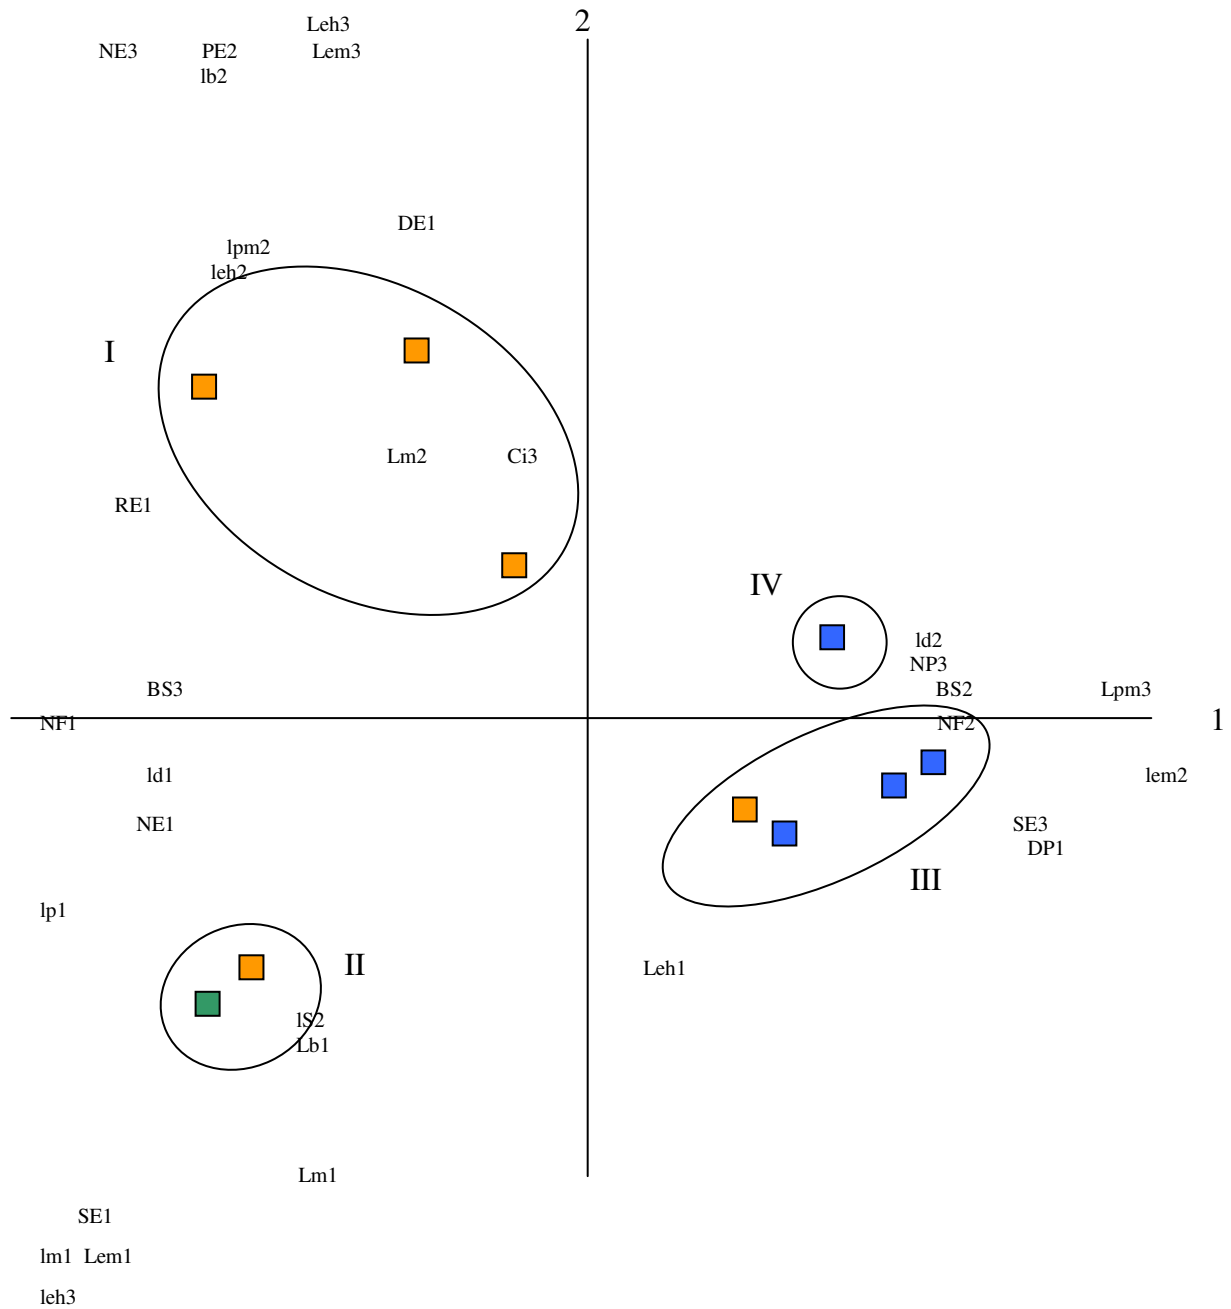 2
Leh3
NE3 PE2 Lem3
lb2
DE1
lpm2
leh2
I
Lm2 Ci3
RE1
IV
ld2
NP3
BS3 BS2 Lpm3
NF1 NF2 1
ld1 lem2
NE1 SE3
DP1
III
lp1
II Leh1
lS2
Lb1
Lm1
SE1
lm1 Lem1
leh3